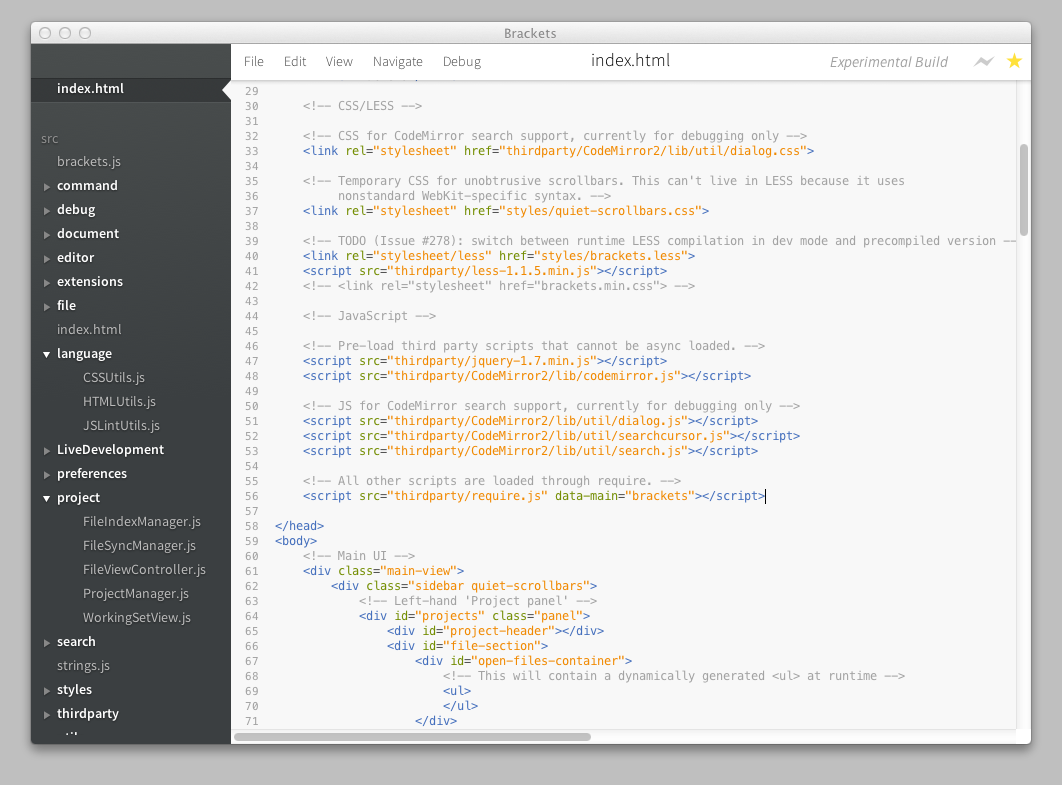 Brackets
File Edit View Navigate Debug
index.html
Experimental Build
index.html
src
brackets.js
command
debug
document
editor
extensions
file
index.html
language
CSSUtils.js
HTMLUtils.js
JSLintUtils.js
LiveDevelopment
preferences
project
FileIndexManager.js
FileSyncManager.js
FileViewController.js
ProjectManager.js
WorkingSetView.js
search
strings.js
styles
thirdparty
29
30 <!-- CSS/LESS -->
31
32 <!-- CSS for CodeMirror search support, currently for debugging only -->
33 <link rel="stylesheet" href="thirdparty/CodeMirror2/lib/util/dialog.css">
34
35 <!-- Temporary CSS for unobtrusive scrollbars. This can't live in LESS because it uses
36 nonstandard WebKit-specific syntax. -->
37 <link rel="stylesheet" href="styles/quiet-scrollbars.css">
38
39 <!-- TODO (Issue #278): switch between runtime LESS compilation in dev mode and precompiled version --
40 <link rel="stylesheet/less" href="styles/brackets.less">
41 <script src="thirdparty/less-1.1.5.min.js"></script>
42 <!-- <link rel="stylesheet" href="brackets.min.css"> -->
43
44 <!-- JavaScript -->
45
46 <!-- Pre-load third party scripts that cannot be async loaded. -->
47 <script src="thirdparty/jquery-1.7.min.js"></script>
48 <script src="thirdparty/CodeMirror2/lib/codemirror.js"></script>
49
50 <!-- JS for CodeMirror search support, currently for debugging only -->
51 <script src="thirdparty/CodeMirror2/lib/util/dialog.js"></script>
52 <script src="thirdparty/CodeMirror2/lib/util/searchcursor.js"></script>
53 <script src="thirdparty/CodeMirror2/lib/util/search.js"></script>
54
55 <!-- All other scripts are loaded through require. -->
56 <script src="thirdparty/require.js" data-main="brackets"></script>
57
58 </head>
59 <body>
60 <!-- Main UI -->
61 <div class="main-view">
62 <div class="sidebar quiet-scrollbars">
63 <!-- Left-hand 'Project panel' -->
64 <div id="projects" class="panel">
65 <div id="project-header"></div>
66 <div id="file-section">
67 <div id="open-files-container">
68 <!-- This will contain a dynamically generated <ul> at runtime -->
69 <ul>
70 </ul>
71 </div>